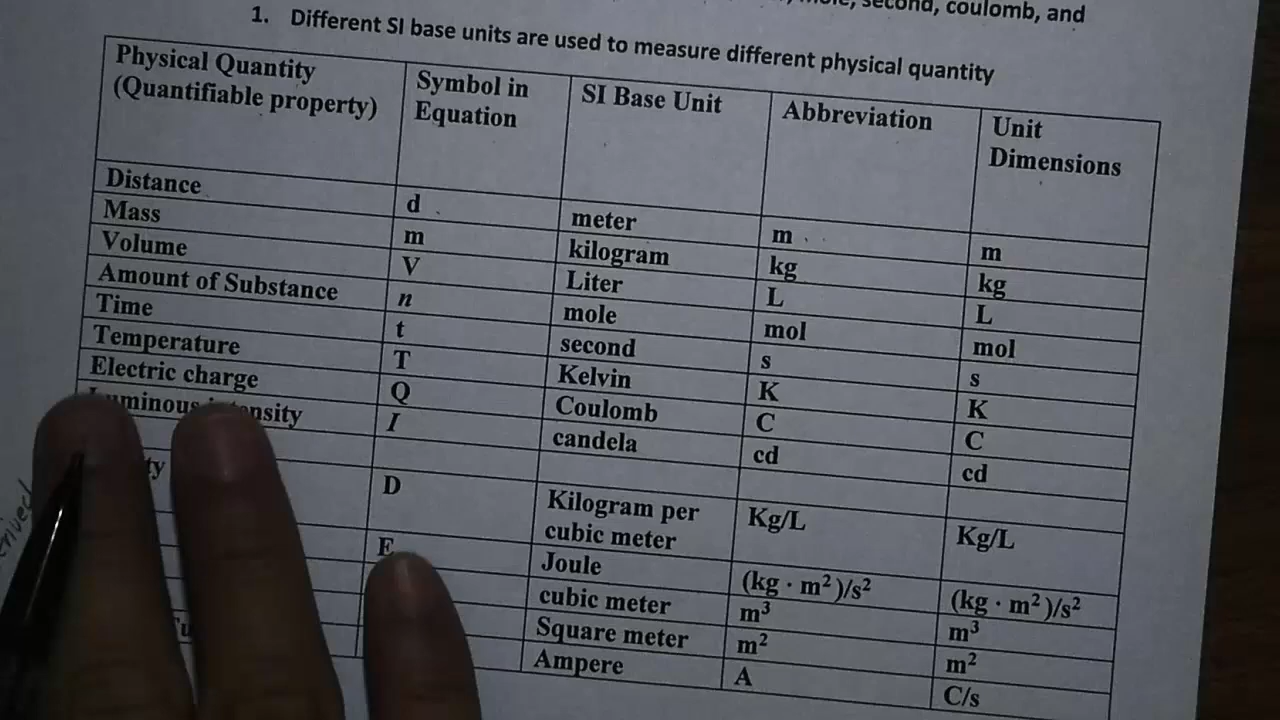 second, coulomb, and
1. Different SI base units are used to measure different physical quantity
Physical Quantity (Quantifiable property) Symbol in Equation SI Base Unit Abbreviation Unit Dimensions
Distance d meter m m
Mass m kilogram kg kg
Volume V Liter L L
Amount of Substance n mole mol mol
Time t second s s
Temperature T Kelvin K K
Electric charge Q Coulomb C C
I candela cd cd
D Kilogram per cubic meter Kg/L Kg/L
E Joule (kg · m²)/s² (kg · m²)/s²
cubic meter m³ m³
Square meter m² m²
Ampere A C/s